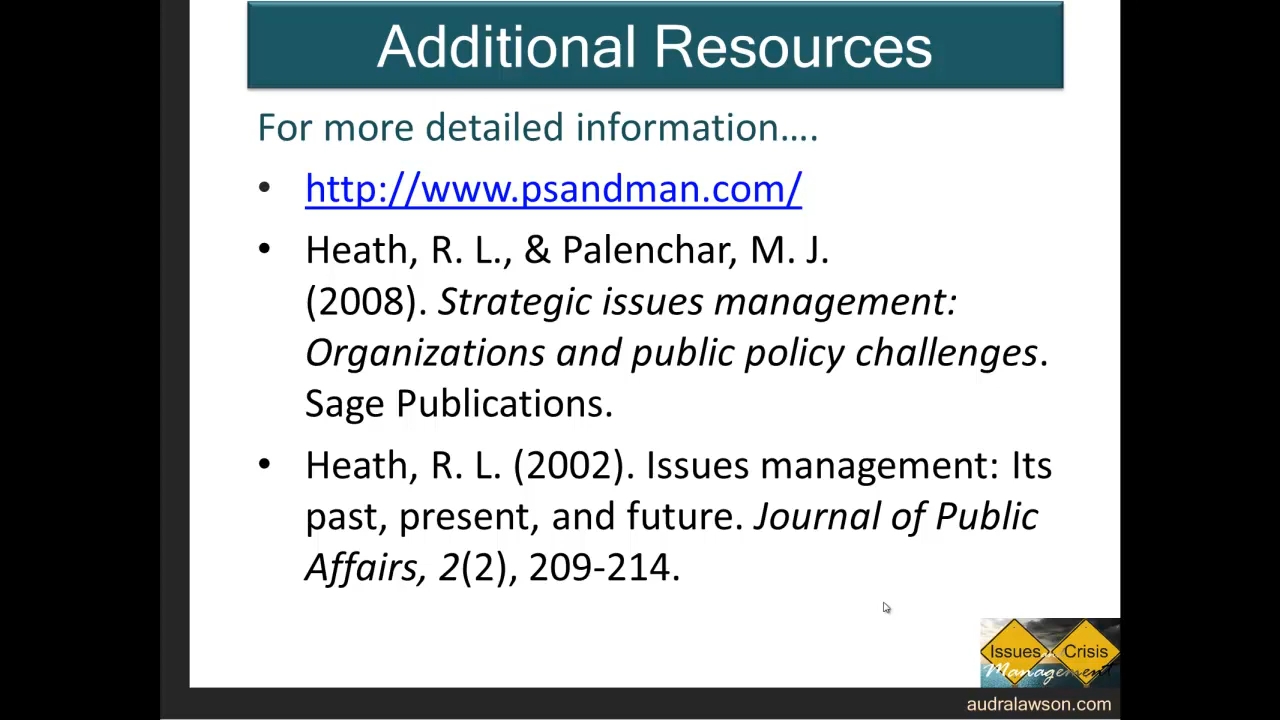 Additional Resources
For more detailed information....
• http://www.psandman.com/
• Heath, R. L., & Palenchar, M. J.
(2008). Strategic issues management:
Organizations and public policy challenges.
Sage Publications.
• Heath, R. L. (2002). Issues management: Its
past, present, and future. Journal of Public
Affairs, 2(2), 209-214.
Issues Crisis
Management
audralawson.com